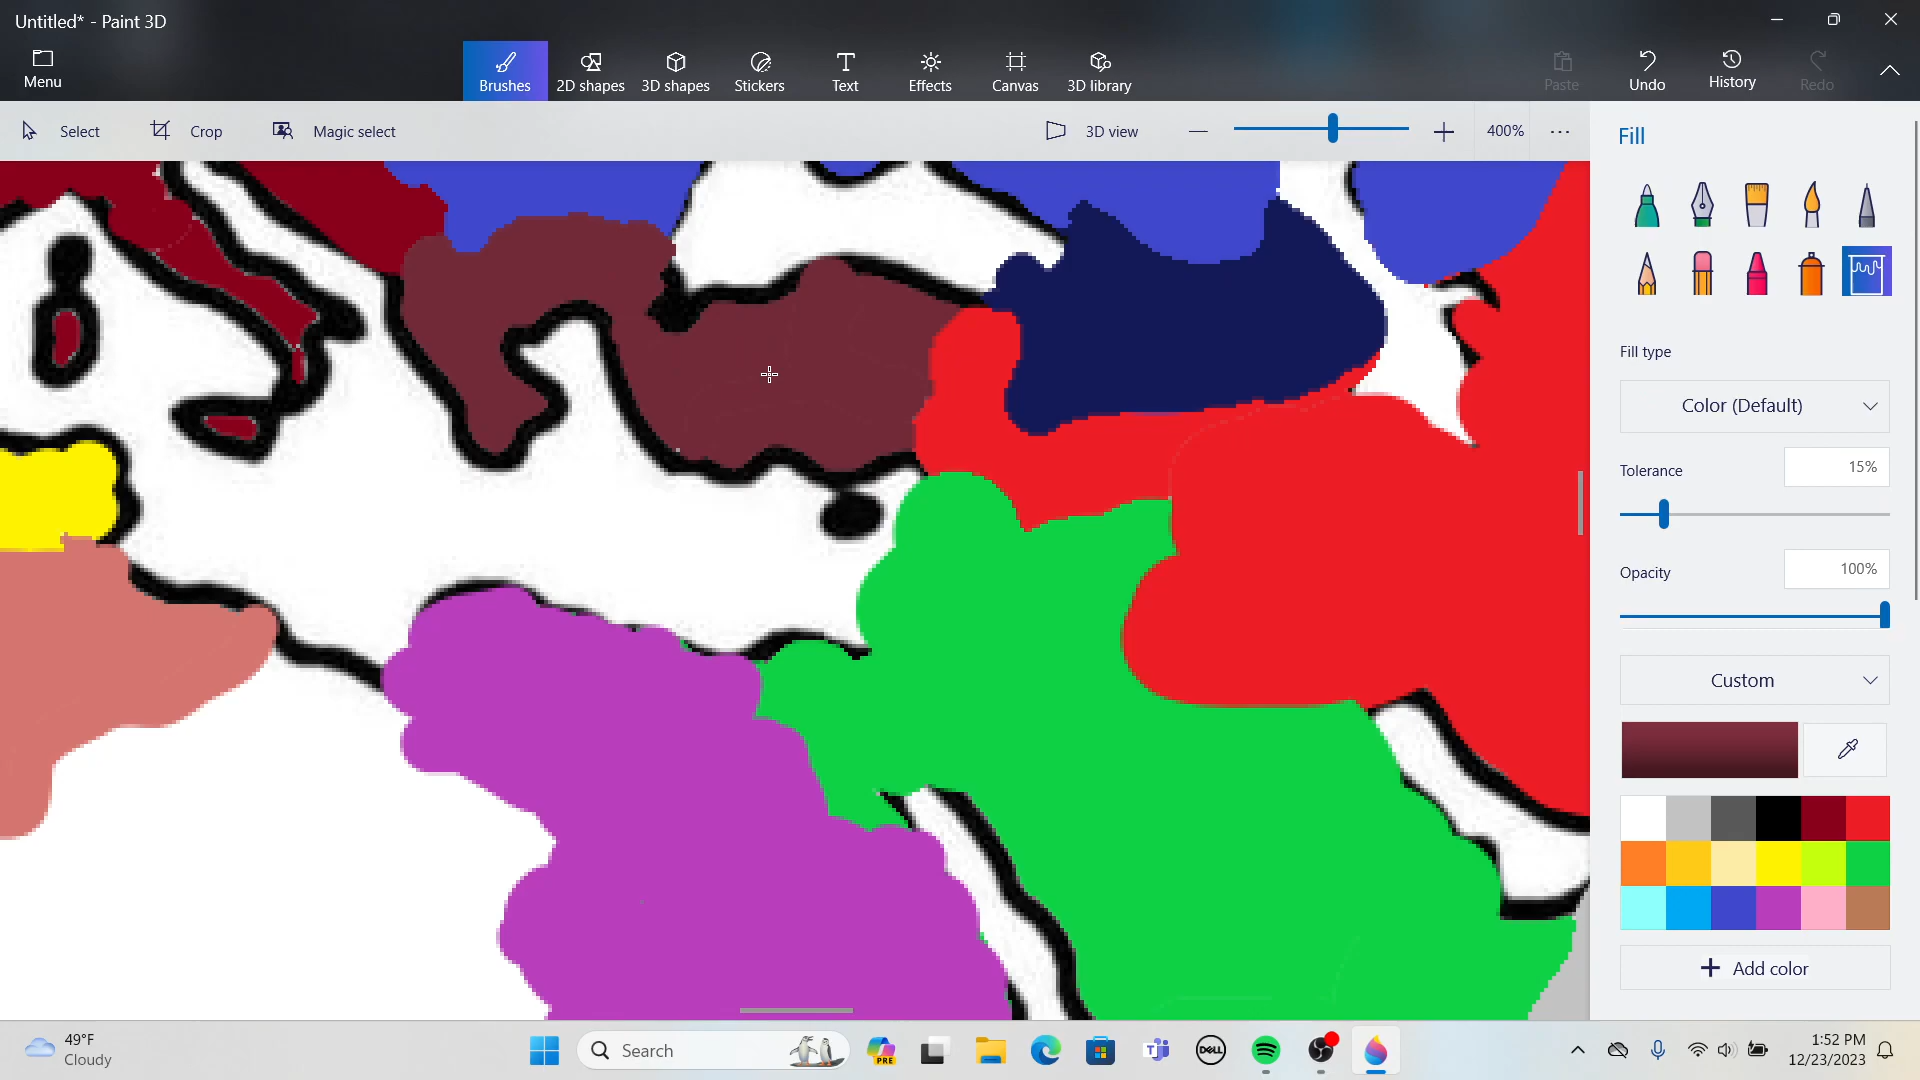 Untitled* - Paint 3D
Menu
Brushes
2D shapes
3D shapes
Stickers
Text
Effects
Canvas
3D library
Paste
Undo
History
Redo
Select
Crop
Magic select
3D view
400%
Fill
Fill type
Color (Default)
Tolerance
15%
Opacity
100%
Custom
Add color
49°F
Cloudy
Search
PRE
DELL
1:52 PM
12/23/2023